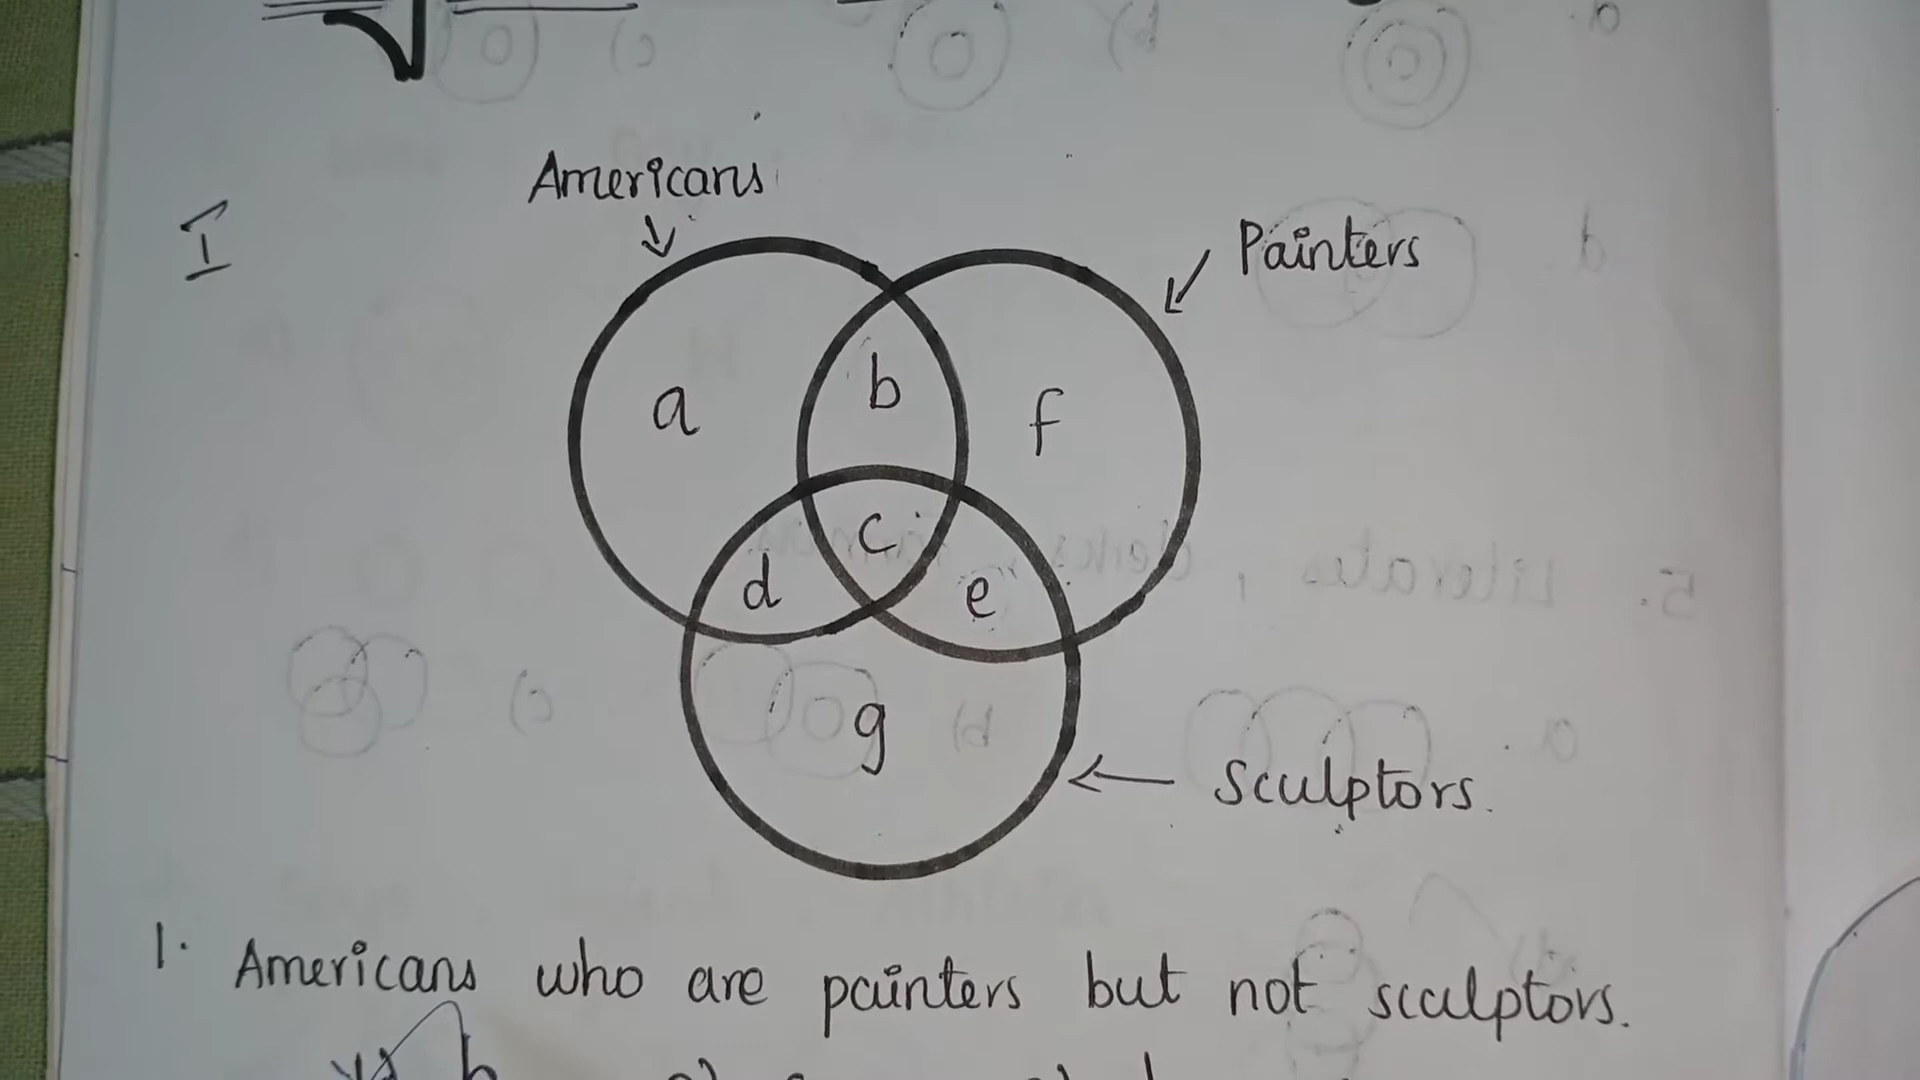 Americans
I
Painters
a
b
f
c
d
e
g
Sculptors.
1. Americans who are painters but not sculptors.
b